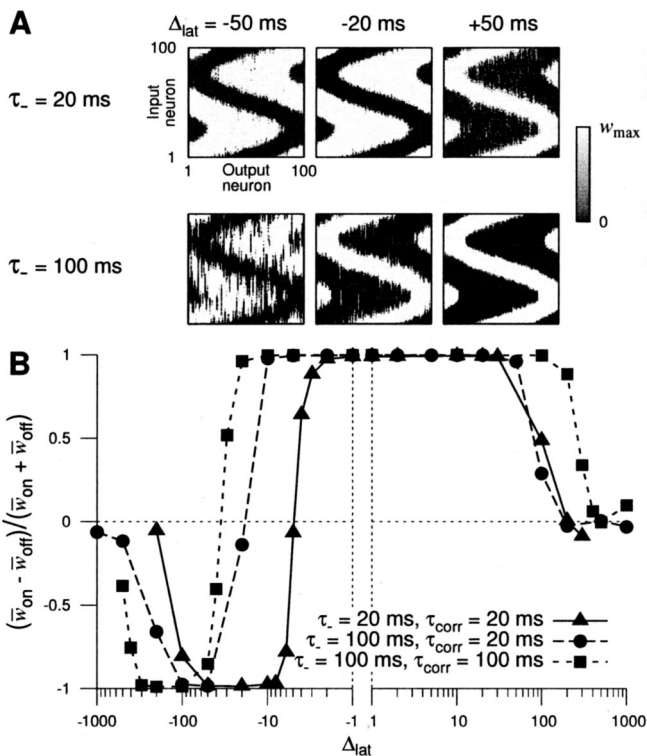 A
Δlat = -50 ms -20 ms +50 ms
τ₋ = 20 ms
100
Input neuron
1
1 Output neuron 100
wmax
0
τ₋ = 100 ms
B
(w̄on - w̄off)/(w̄on + w̄off)
1
0.5
0
-0.5
-1
τ₋ = 20 ms, τcorr = 20 ms
τ₋ = 100 ms, τcorr = 20 ms
τ₋ = 100 ms, τcorr = 100 ms
-1000 -100 -10 -1 1 10 100 1000
Δlat